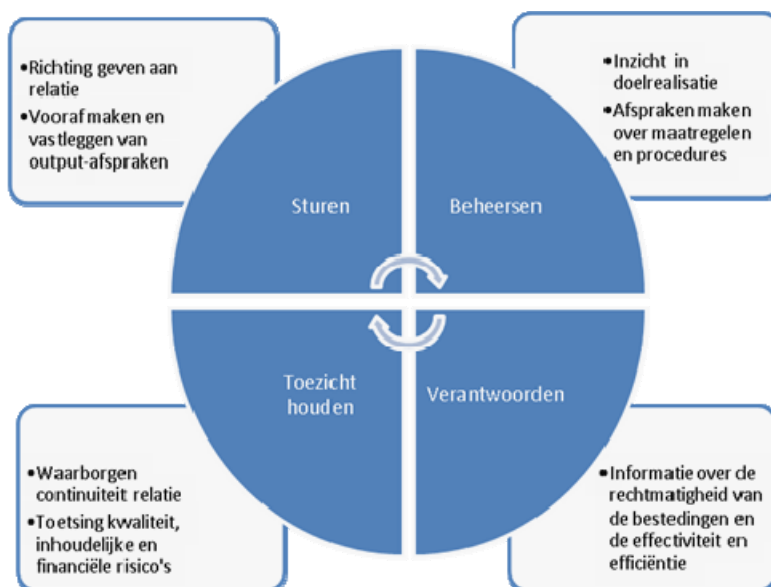 •Richting geven aan
relatie
•Vooraf maken en
vastleggen van
output-afspraken
•Inzicht in
doelrealisatie
•Afspraken maken
over maatregelen
en procedures
Sturen
Beheersen
Toezicht
houden
Verantwoorden
•Waarborgen
continuiteit relatie
•Toetsing kwaliteit,
inhoudelijke en
financiële risico's
•Informatie over de
rechtmatigheid van
de bestedingen en
de effectiviteit en
efficiëntie